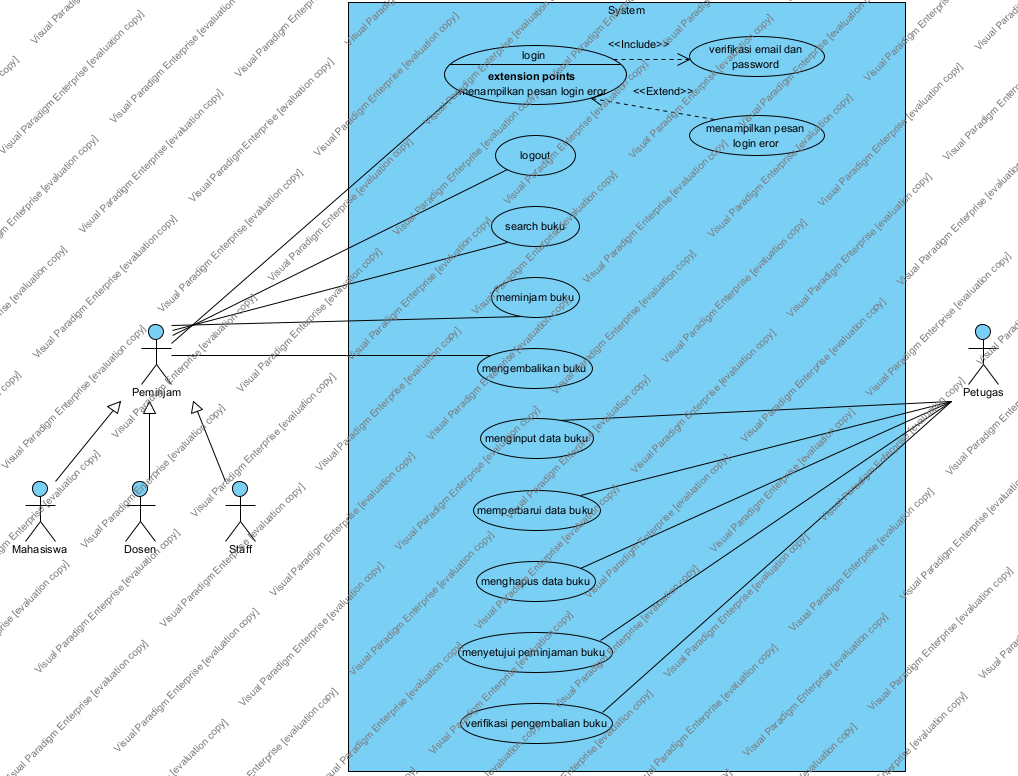 System
login
extension points
menampilkan pesan login eror
<<Include>>
verifikasi email dan
password
<<Extend>>
menampilkan pesan
login eror
logout
search buku
meminjam buku
mengembalikan buku
menginput data buku
memperbarui data buku
menghapus data buku
menyetujui peminjaman buku
verifikasi pengembalian buku
Peminjam
Mahasiswa
Dosen
Staff
Petugas
Visual Paradigm Enterprise [evaluation copy]